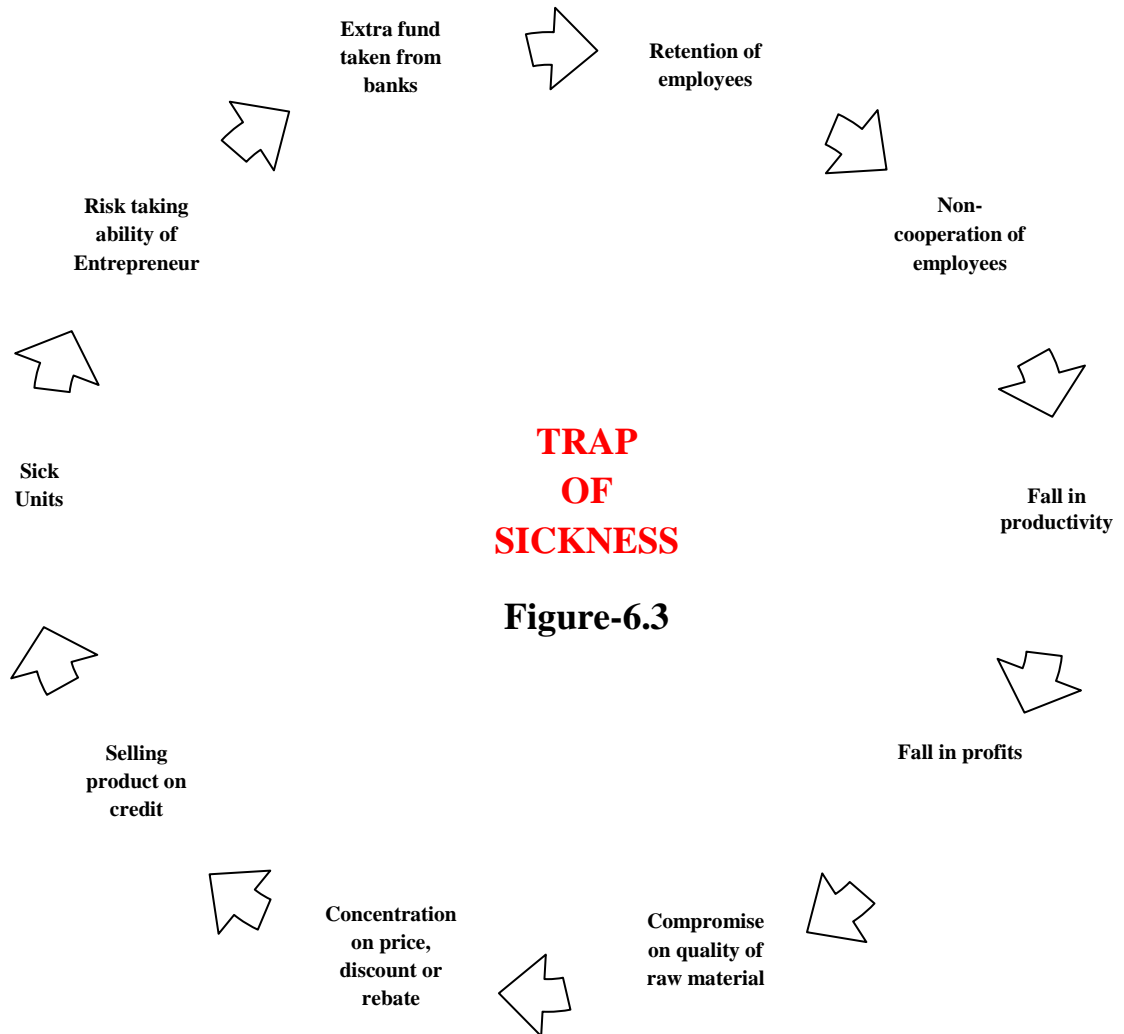 Extra fund
taken from
banks
Retention of
employees
Non-
cooperation of
employees
Fall in
productivity
Fall in profits
Compromise
on quality of
raw material
Concentration
on price,
discount or
rebate
Selling
product on
credit
Sick
Units
Risk taking
ability of
Entrepreneur
TRAP
OF
SICKNESS
Figure-6.3